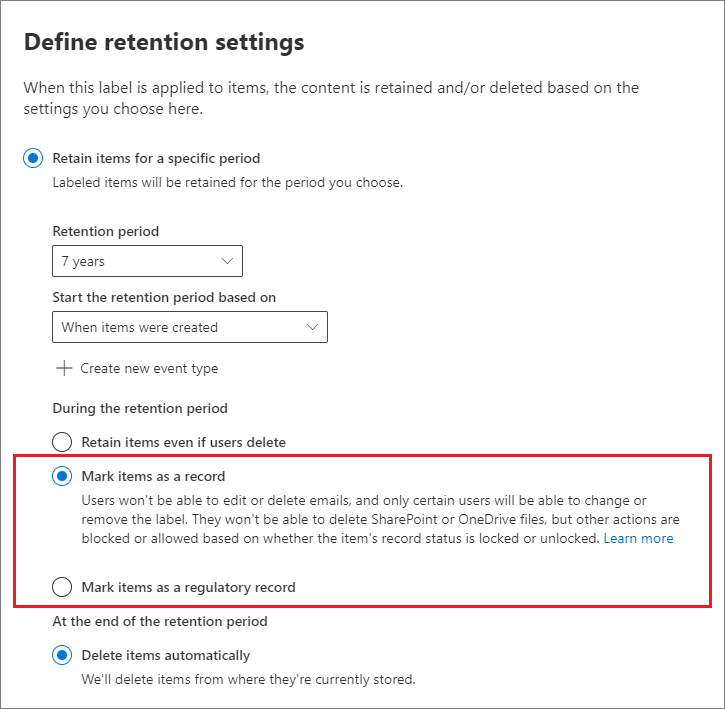 Define retention settings
When this label is applied to items, the content is retained and/or deleted based on the
settings you choose here.
Retain items for a specific period
Labeled items will be retained for the period you choose.
Retention period
7 years
Start the retention period based on
When items were created
Create new event type
During the retention period
Retain items even if users delete
Mark items as a record
Users won't be able to edit or delete emails, and only certain users will be able to change or
remove the label. They won't be able to delete SharePoint or OneDrive files, but other actions are
blocked or allowed based on whether the item's record status is locked or unlocked. Learn more
Mark items as a regulatory record
At the end of the retention period
Delete items automatically
We'll delete items from where they're currently stored.